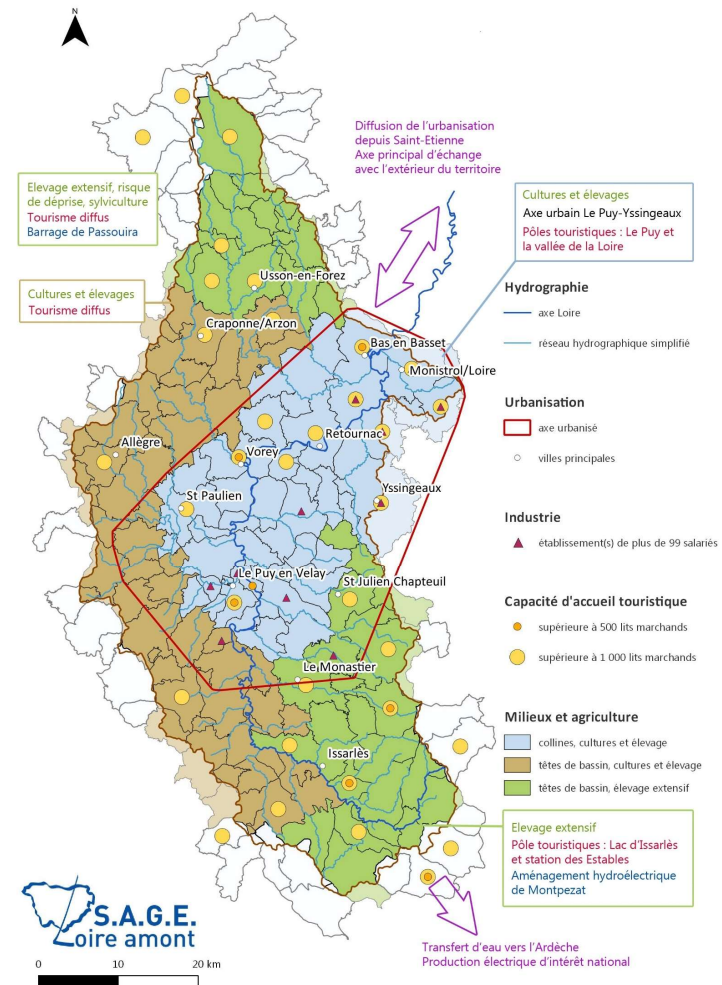 N
Diffusion de l'urbanisation
depuis Saint-Etienne
Axe principal d'échange
avec l'extérieur du territoire
Elevage extensif, risque
de déprise, sylviculture
Tourisme diffus
Barrage de Passouira
Cultures et élevages
Axe urbain Le Puy-Yssingeaux
Pôles touristiques : Le Puy et
la vallée de la Loire
Cultures et élevages
Tourisme diffus
Usson-en-Forez
Craponne/Arzon
Bas en Basset
Monistrol/Loire
Retournac
Allègre
Vorey
St Paulien
Yssingeaux
Le Puy en Velay
St Julien Chapteuil
Le Monastier
Issarlès
Hydrographie
axe Loire
réseau hydrographique simplifié
Urbanisation
axe urbanisé
villes principales
Industrie
établissement(s) de plus de 99 salariés
Capacité d'accueil touristique
supérieure à 500 lits marchands
supérieure à 1 000 lits marchands
Milieux et agriculture
collines, cultures et élevage
têtes de bassin, cultures et élevage
têtes de bassin, élevage extensif
Elevage extensif
Pôle touristiques : Lac d'Issarlès
et station des Estables
Aménagement hydroélectrique
de Montpezat
Transfert d'eau vers l'Ardèche
Production électrique d'intérêt national
S.A.G.E.
Loire amont
0 10 20 km